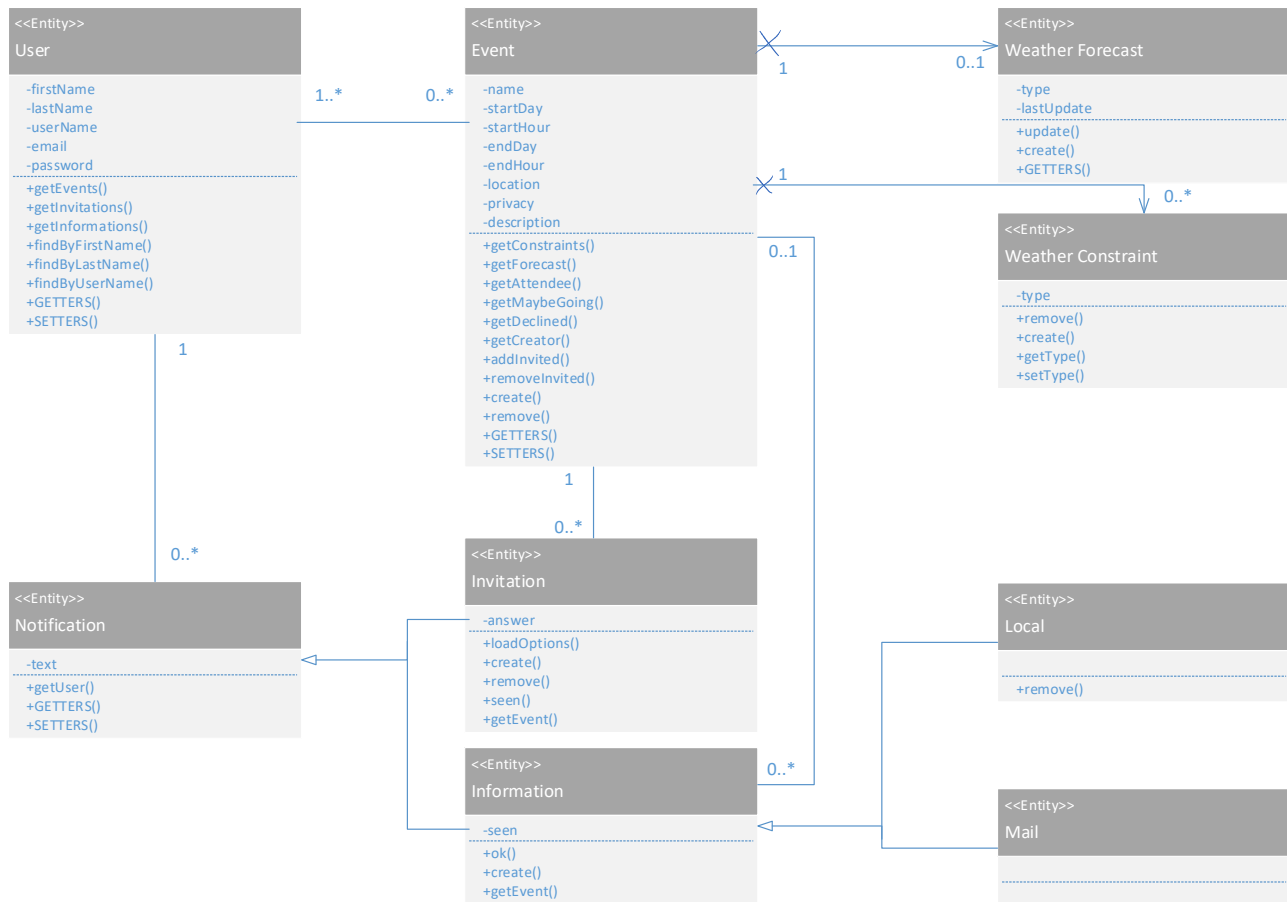 <<Entity>>
User
-firstName
-lastName
-userName
-email
-password
+getEvents()
+getInvitations()
+getInformations()
+findByFirstName()
+findByLastName()
+findByUserName()
+GETTERS()
+SETTERS()
1..*
0..*
<<Entity>>
Event
-name
-startDay
-startHour
-endDay
-endHour
-location
-privacy
-description
+getConstraints()
+getForecast()
+getAttendee()
+getMaybeGoing()
+getDeclined()
+getCreator()
+addInvited()
+removeInvited()
+create()
+remove()
+GETTERS()
+SETTERS()
1
0..1
<<Entity>>
Weather Forecast
-type
-lastUpdate
+update()
+create()
+GETTERS()
1
0..*
<<Entity>>
Weather Constraint
-type
+remove()
+create()
+getType()
+setType()
0..1
1
0..*
1
0..*
<<Entity>>
Notification
-text
+getUser()
+GETTERS()
+SETTERS()
<<Entity>>
Invitation
-answer
+loadOptions()
+create()
+remove()
+seen()
+getEvent()
0..*
<<Entity>>
Information
-seen
+ok()
+create()
+getEvent()
<<Entity>>
Local
+remove()
<<Entity>>
Mail